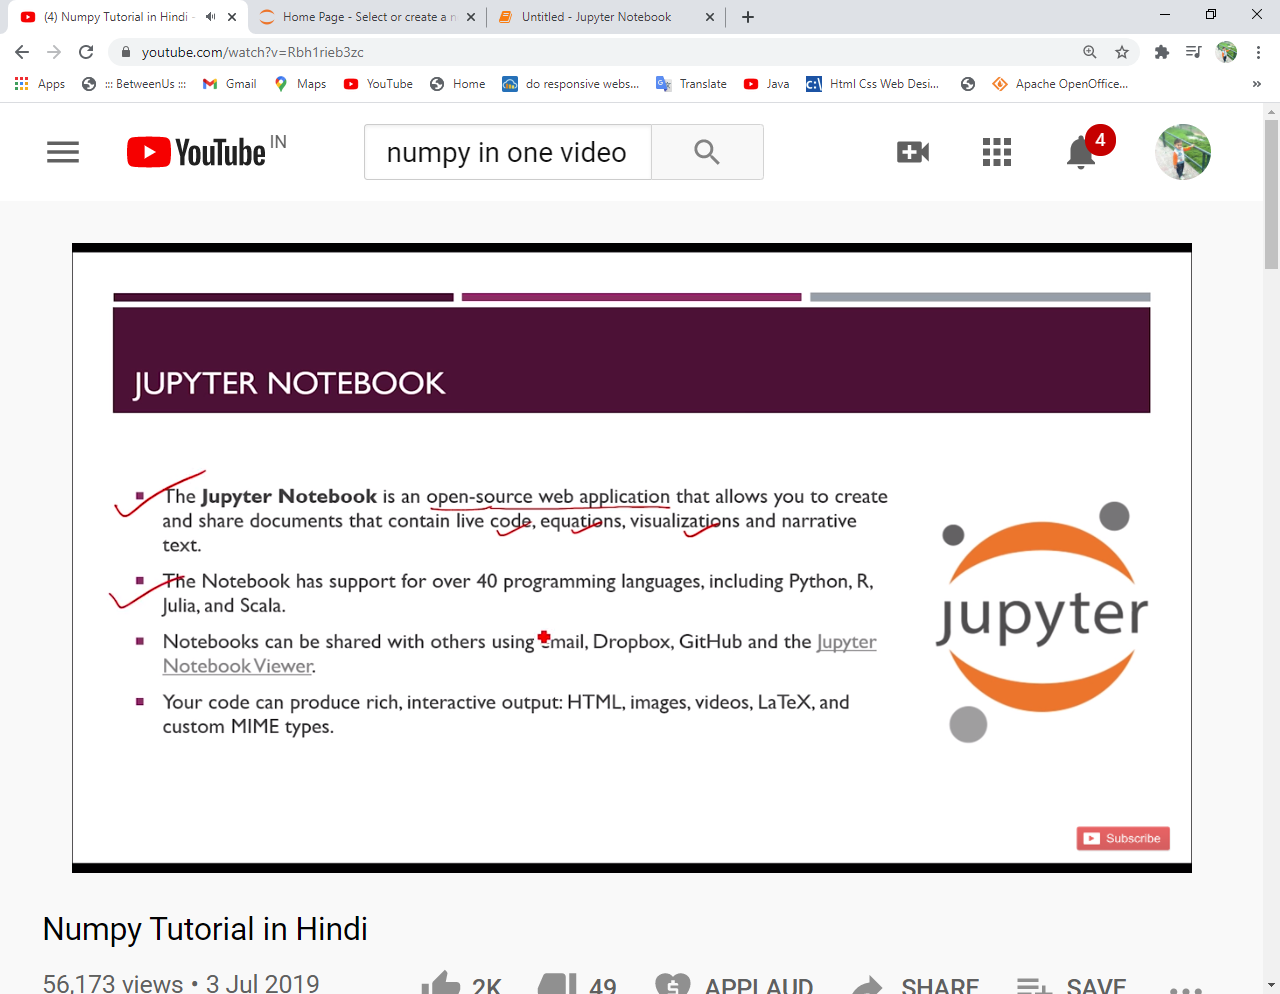 (4) Numpy Tutorial in Hindi -
Home Page - Select or create a n
Untitled - Jupyter Notebook
youtube.com/watch?v=Rbh1rieb3zc
Apps
::: BetweenUs :::
Gmail
Maps
YouTube
Home
do responsive webs...
Translate
Java
Html Css Web Desi...
Apache OpenOffice...
»
YouTube IN
numpy in one video
4
JUPYTER NOTEBOOK
The Jupyter Notebook is an open-source web application that allows you to create
and share documents that contain live code, equations, visualizations and narrative
text.
The Notebook has support for over 40 programming languages, including Python, R,
Julia, and Scala.
Notebooks can be shared with others using email, Dropbox, GitHub and the Jupyter
Notebook Viewer.
Your code can produce rich, interactive output: HTML, images, videos, LaTeX, and
custom MIME types.
jupyter
Subscribe
Numpy Tutorial in Hindi
56,173 views • 3 Jul 2019
2K
49
APPLAUD
SHARE
SAVE